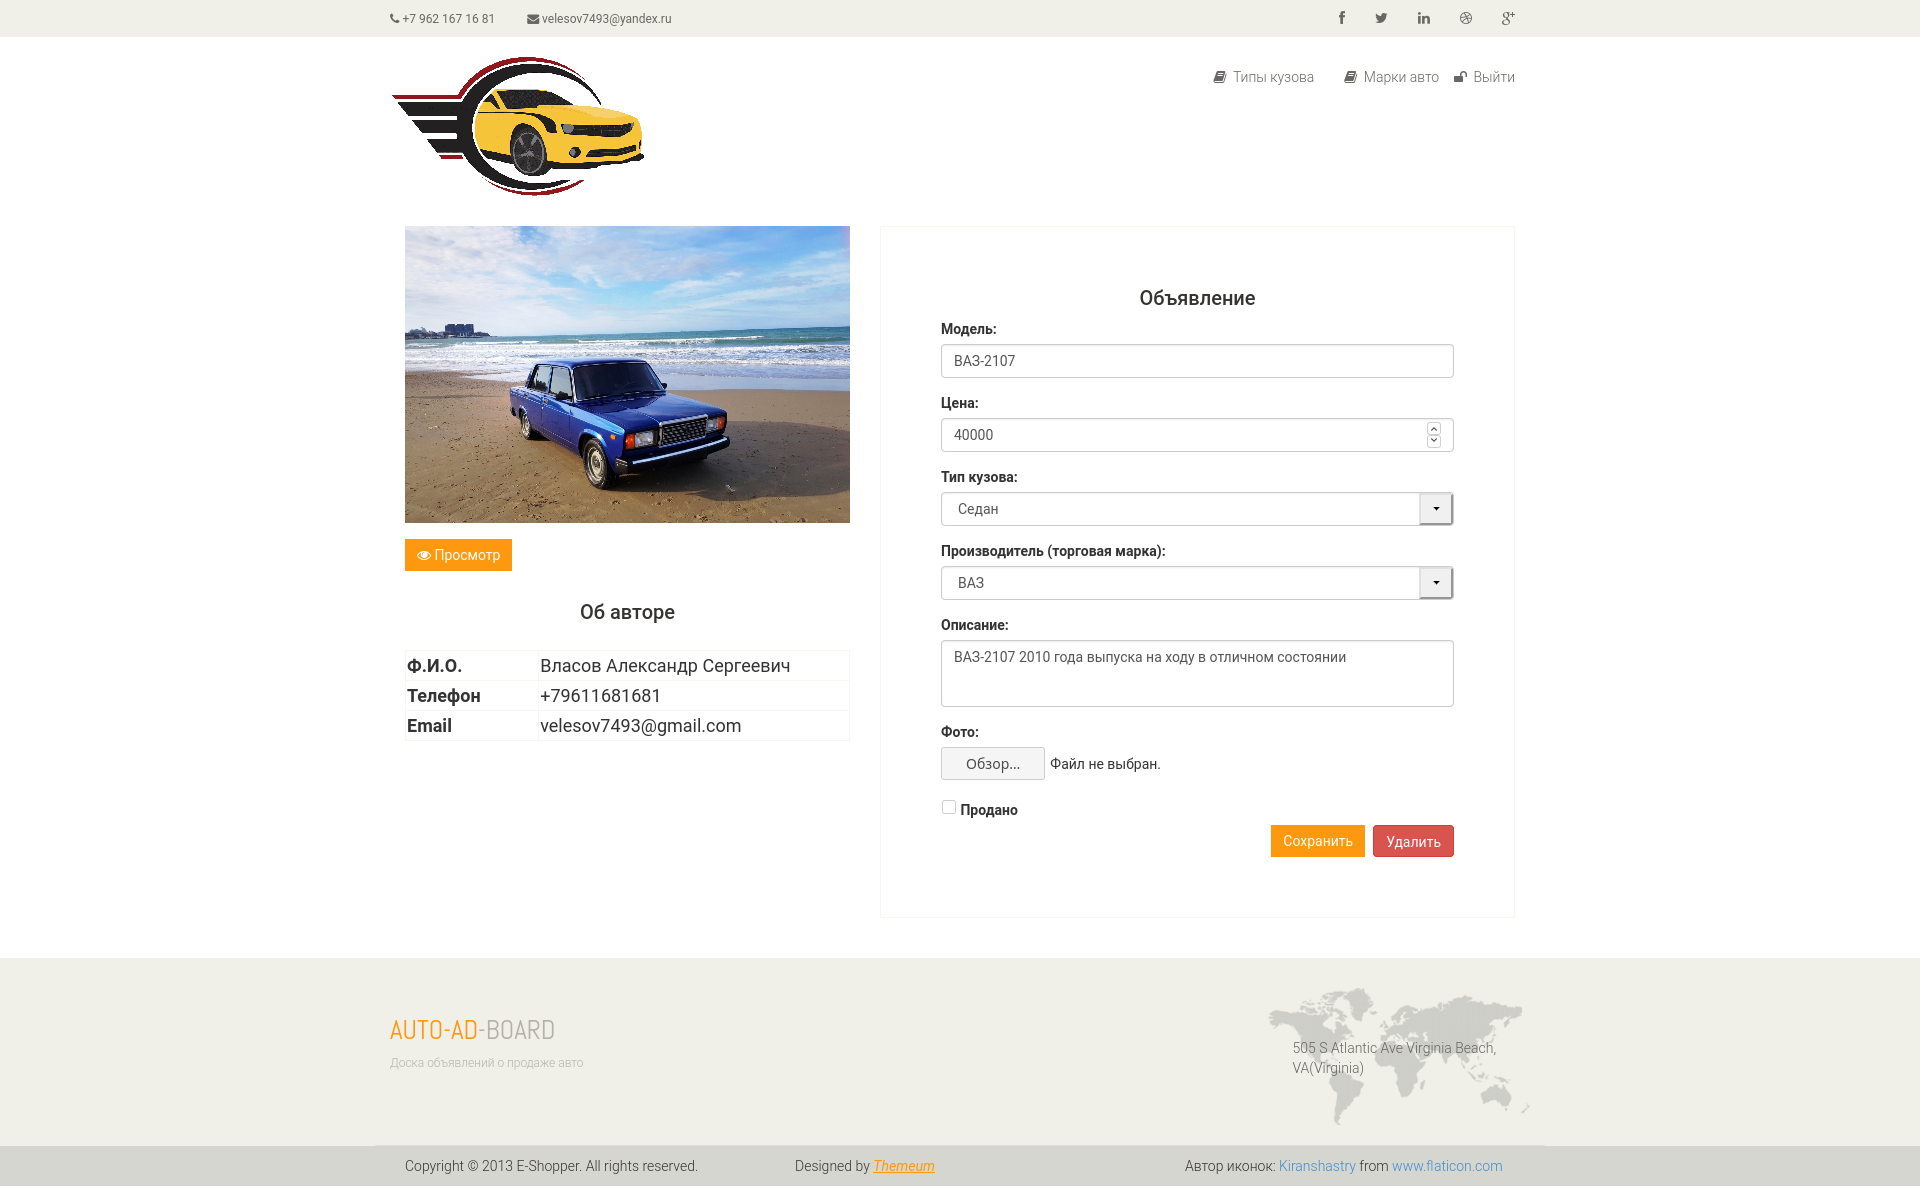 +7 962 167 16 81 velesov7493@yandex.ru
Типы кузова Марки авто Выйти
Объявление
Модель:
ВАЗ-2107
Цена:
40000
Тип кузова:
Седан
Производитель (торговая марка):
ВАЗ
Описание:
ВАЗ-2107 2010 года выпуска на ходу в отличном состоянии
Фото:
Обзор... Файл не выбран.
Продано
Сохранить Удалить
Просмотр
Об авторе
Ф.И.О. Власов Александр Сергеевич
Телефон +79611681681
Email velesov7493@gmail.com
AUTO-AD-BOARD
Доска объявлений о продаже авто
505 S Atlantic Ave Virginia Beach,
VA(Virginia)
Copyright © 2013 E-Shopper. All rights reserved. Designed by Themeum Автор иконок: Kiranshastry from www.flaticon.com